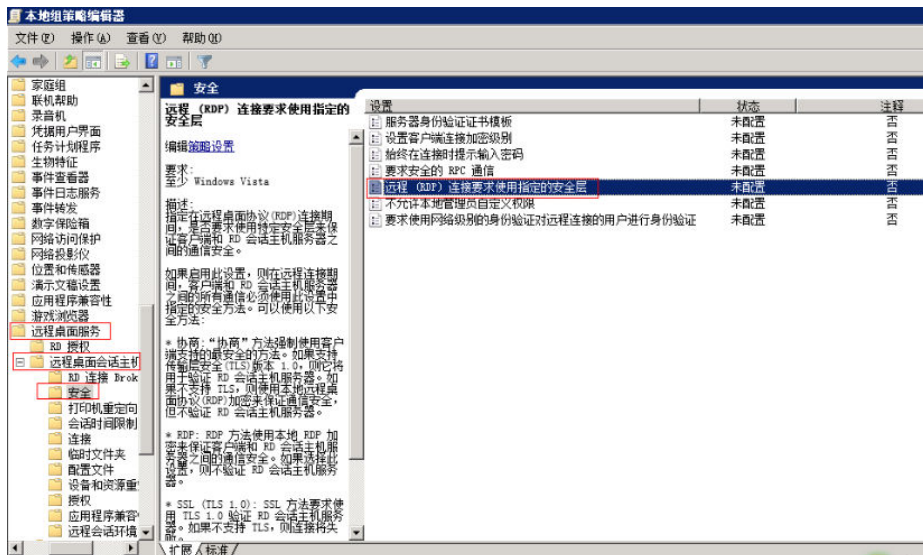 本地组策略编辑器
文件(F) 操作(A) 查看(V) 帮助(H)
家庭组
联机帮助
录音机
凭据用户界面
任务计划程序
生物特征
事件查看器
事件日志服务
事件转发
数字保险箱
网络访问保护
网络投影仪
位置和传感器
演示文稿设置
应用程序兼容性
游戏浏览器
远程桌面服务
RD 授权
远程桌面会话主机
RD 连接 Brok
安全
打印机重定向
会话时间限制
连接
临时文件夹
配置文件
设备和资源重
授权
应用程序兼容
远程会话环境
安全
远程 (RDP) 连接要求使用指定的
安全层
编辑策略设置
要求:
至少 Windows Vista
描述:
指定在远程桌面协议(RDP)连接期
间，是否要求使用特定安全层来保
证客户端和 RD 会话主机服务器之
间的通信安全。
如果启用此设置，则在远程连接期
间，客户端和 RD 会话主机服务器
之间的所有通信必须使用此设置中
指定的安全方法。可以使用以下安
全方法:
* 协商:“协商”方法强制使用客户
端支持的最安全的方法。如果支持
传输层安全(TLS)版本 1.0，则它将
用于验证 RD 会话主机服务器。如
果不支持 TLS，则使用本地远程桌
面协议(RDP)加密来保证通信安全，
但不验证 RD 会话主机服务器。
* RDP: RDP 方法使用本地 RDP 加
密来保证客户端和 RD 会话主机服
务器之间的通信安全。如果选择此
设置，则不验证 RD 会话主机服务
器。
* SSL (TLS 1.0): SSL 方法要求使
用 TLS 1.0 验证 RD 会话主机服务
器。如果不支持 TLS，则连接将失
败。
设置 状态 注释
服务器身份验证证书模板 未配置 否
设置客户端连接加密级别 未配置 否
始终在连接时提示输入密码 未配置 否
要求安全的 RPC 通信 未配置 否
远程 (RDP) 连接要求使用指定的安全层 未配置 否
不允许本地管理员自定义权限 未配置 否
要求使用网络级别的身份验证对远程连接的用户进行身份验证 未配置 否
扩展 标准